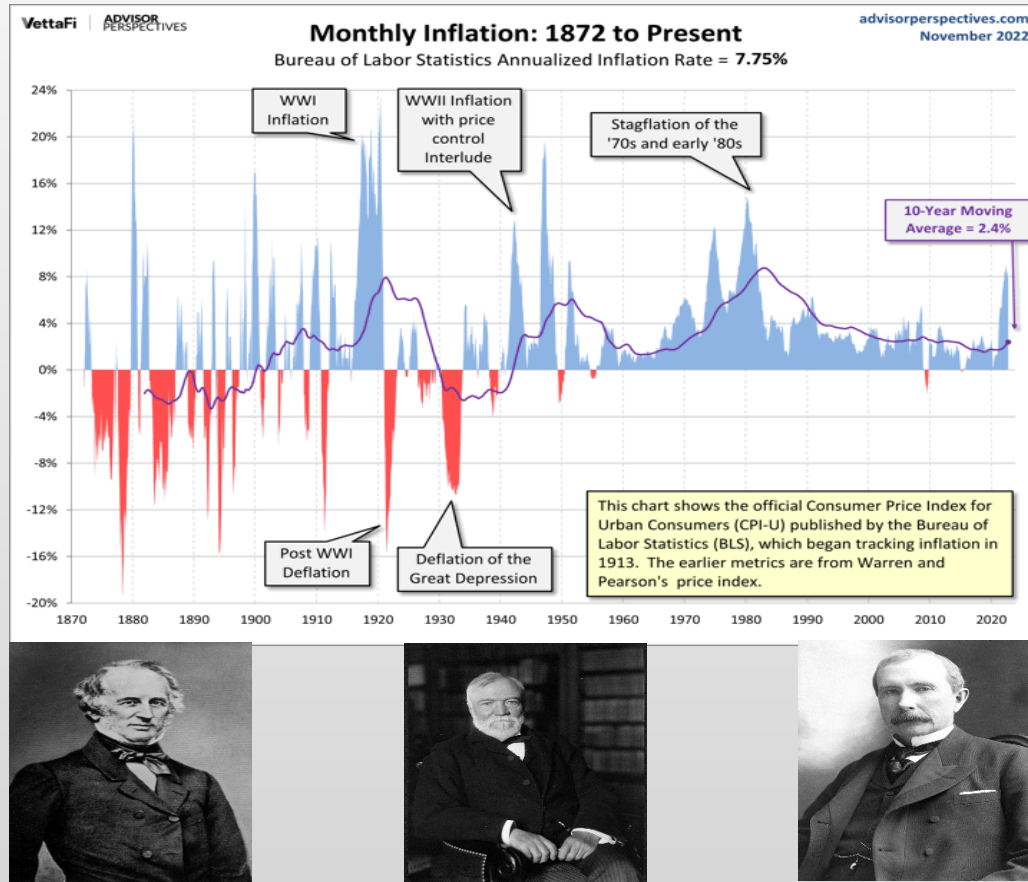 VettaFi | ADVISOR PERSPECTIVES
advisorperspectives.com
November 2022
Monthly Inflation: 1872 to Present
Bureau of Labor Statistics Annualized Inflation Rate = 7.75%
24%
20%
16%
12%
8%
4%
0%
-4%
-8%
-12%
-16%
-20%
WWI
Inflation
WWII Inflation
with price
control
Interlude
Stagflation of the
'70s and early '80s
10-Year Moving
Average = 2.4%
Post WWI
Deflation
Deflation of the
Great Depression
This chart shows the official Consumer Price Index for
Urban Consumers (CPI-U) published by the Bureau of
Labor Statistics (BLS), which began tracking inflation in
1913. The earlier metrics are from Warren and
Pearson's price index.
1870 1880 1890 1900 1910 1920 1930 1940 1950 1960 1970 1980 1990 2000 2010 2020